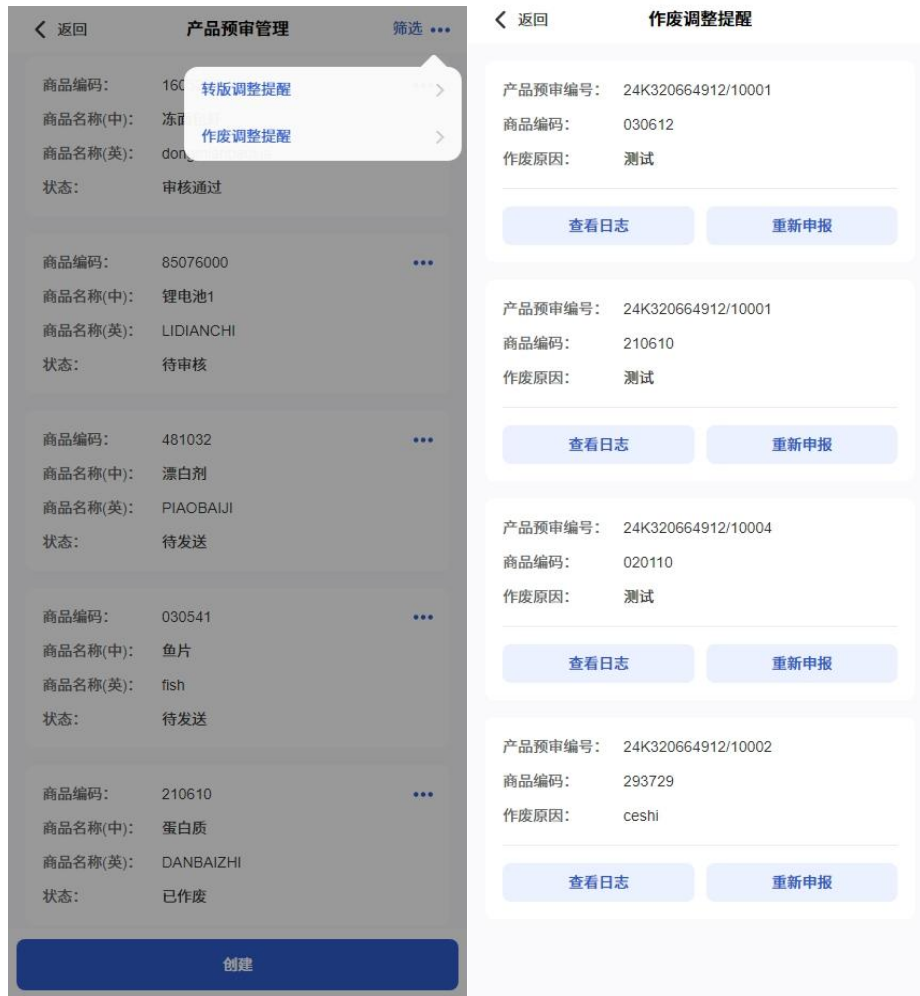 返回
产品预审管理
筛选
转版调整提醒
作废调整提醒
商品编码:
商品名称(中):
商品名称(英):
状态: 审核通过
商品编码: 85076000
商品名称(中): 锂电池1
商品名称(英): LIDIANCHI
状态: 待审核
商品编码: 481032
商品名称(中): 漂白剂
商品名称(英): PIAOBAIJI
状态: 待发送
商品编码: 030541
商品名称(中): 鱼片
商品名称(英): fish
状态: 待发送
商品编码: 210610
商品名称(中): 蛋白质
商品名称(英): DANBAIZHI
状态: 已作废
创建
返回
作废调整提醒
产品预审编号: 24K320664912/10001
商品编码: 030612
作废原因: 测试
查看日志 重新申报
产品预审编号: 24K320664912/10001
商品编码: 210610
作废原因: 测试
查看日志 重新申报
产品预审编号: 24K320664912/10004
商品编码: 020110
作废原因: 测试
查看日志 重新申报
产品预审编号: 24K320664912/10002
商品编码: 293729
作废原因: ceshi
查看日志 重新申报